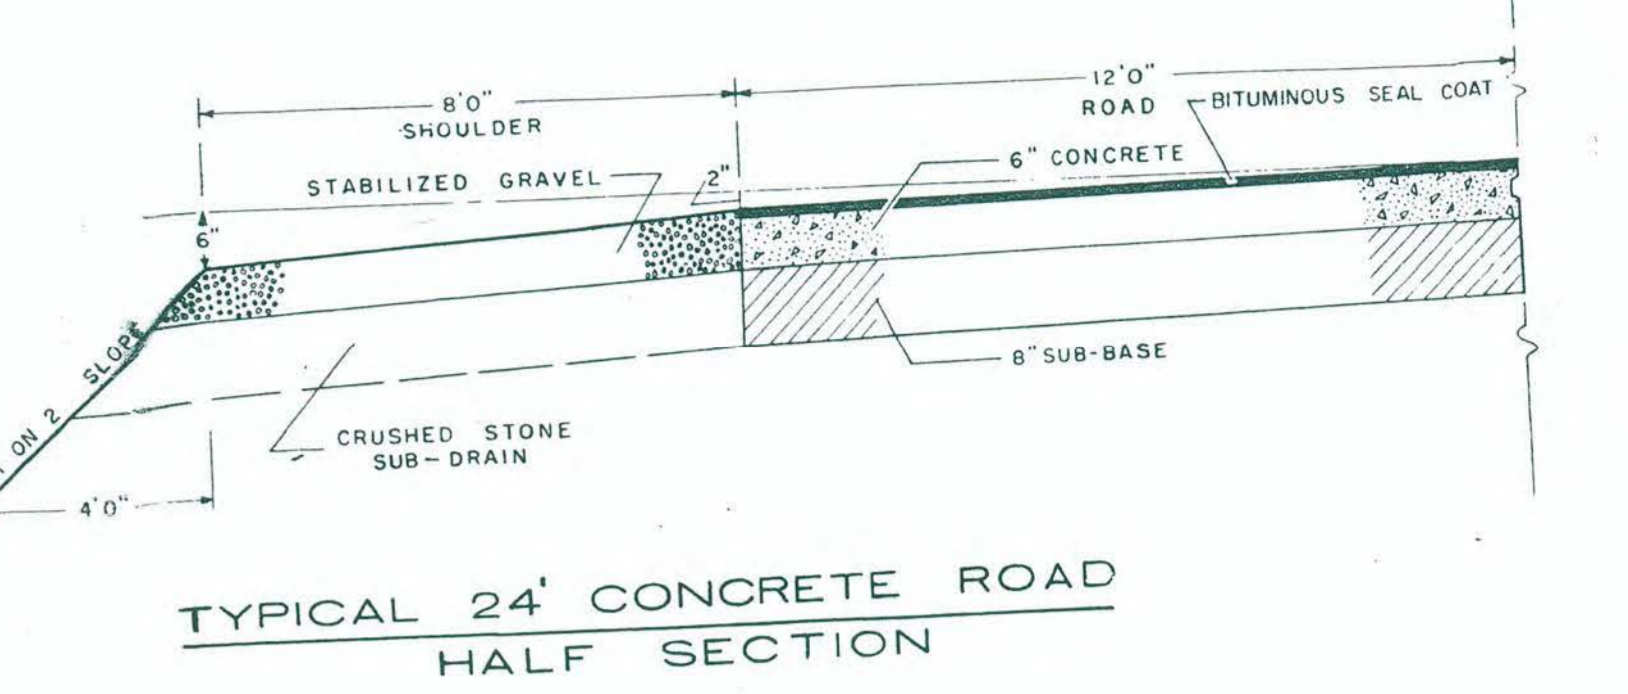 12'0"
ROAD
BITUMINOUS SEAL COAT
8'0"
SHOULDER
6" CONCRETE
STABILIZED GRAVEL
2"
6"
SLOPE
ON 2
8" SUB-BASE
CRUSHED STONE
SUB-DRAIN
4'0"
TYPICAL 24' CONCRETE ROAD
HALF SECTION